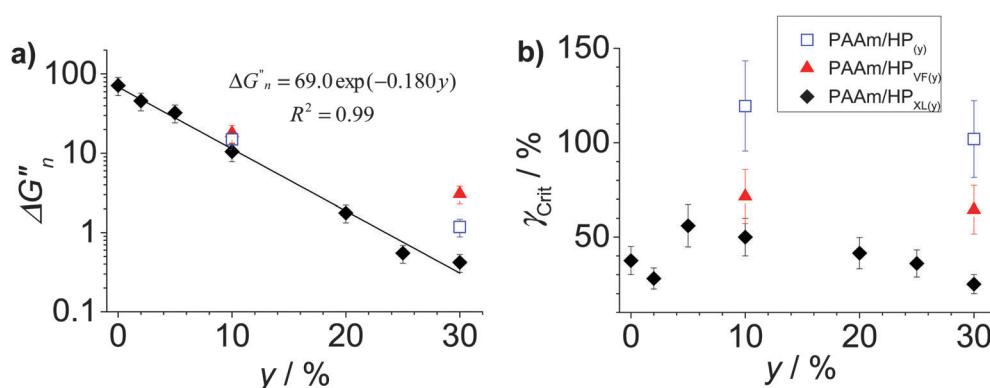 a)
ΔG"n = 69.0 exp(−0.180 y)
R² = 0.99
100
10
1
0.1
ΔG"n
0 10 20 30
y / %
b)
PAAm/HP(y)
PAAm/HPVF(y)
PAAm/HPXL(y)
150
100
50
γCrit / %
0 10 20 30
y / %